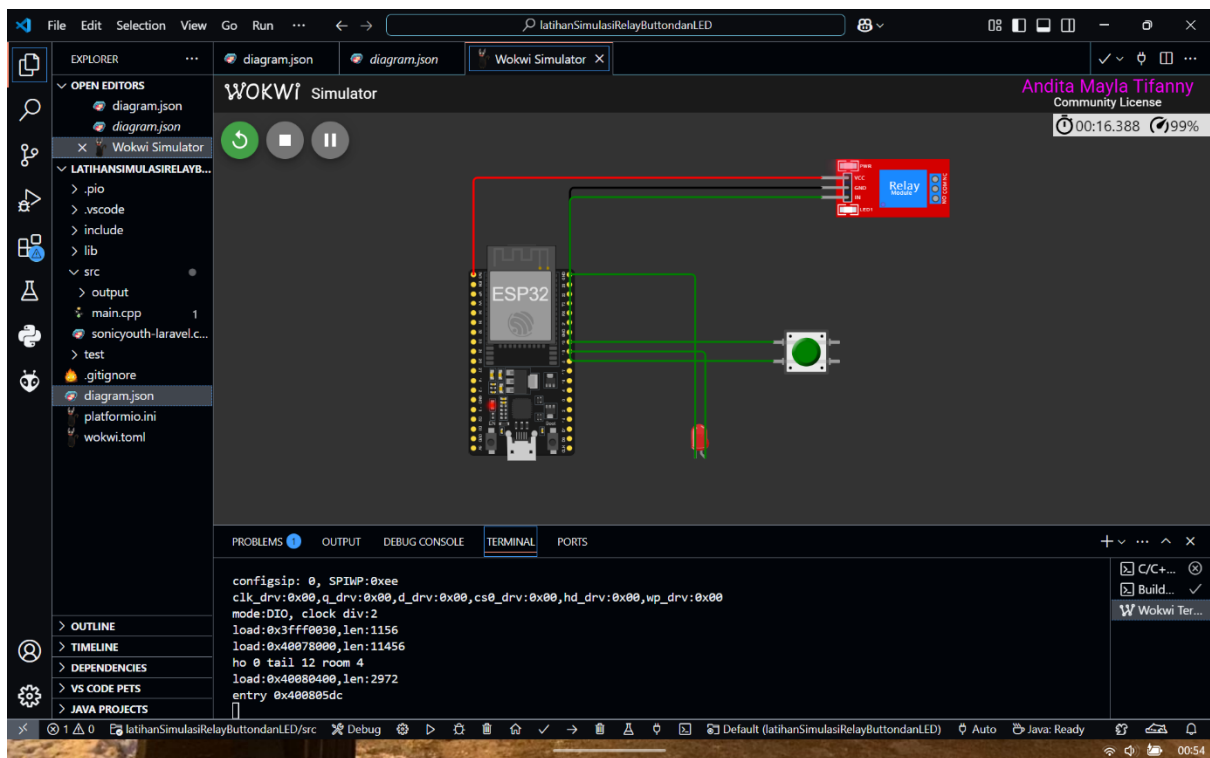 File Edit Selection View Go Run ··· latihanSimulasiRelayButtondanLED
EXPLORER ···
OPEN EDITORS
diagram.json
diagram.json
Wokwi Simulator
LATIHANSIMULASIRELAYB...
.pio
.vscode
include
lib
src
output
main.cpp 1
sonicyouth-laravel.c...
test
.gitignore
diagram.json
platformio.ini
wokwi.toml
OUTLINE
TIMELINE
DEPENDENCIES
VS CODE PETS
JAVA PROJECTS
diagram.json diagram.json Wokwi Simulator
WOKWi Simulator
Andita Mayla Tifanny
Community License
00:16.388 99%
PWR
VCC
GND
IN
LED1
Relay
Module
NO COM NC
ESP32
EN
Boot
PROBLEMS 1 OUTPUT DEBUG CONSOLE TERMINAL PORTS
configsip: 0, SPIWP:0xee
clk_drv:0x00,q_drv:0x00,d_drv:0x00,cs0_drv:0x00,hd_drv:0x00,wp_drv:0x00
mode:DIO, clock div:2
load:0x3fff0030,len:1156
load:0x40078000,len:11456
ho 0 tail 12 room 4
load:0x40080400,len:2972
entry 0x400805dc
C/C+...
Build...
Wokwi Ter...
1 0 latihanSimulasiRelayButtondanLED/src Debug Default (latihanSimulasiRelayButtondanLED) Auto Java: Ready
00:54